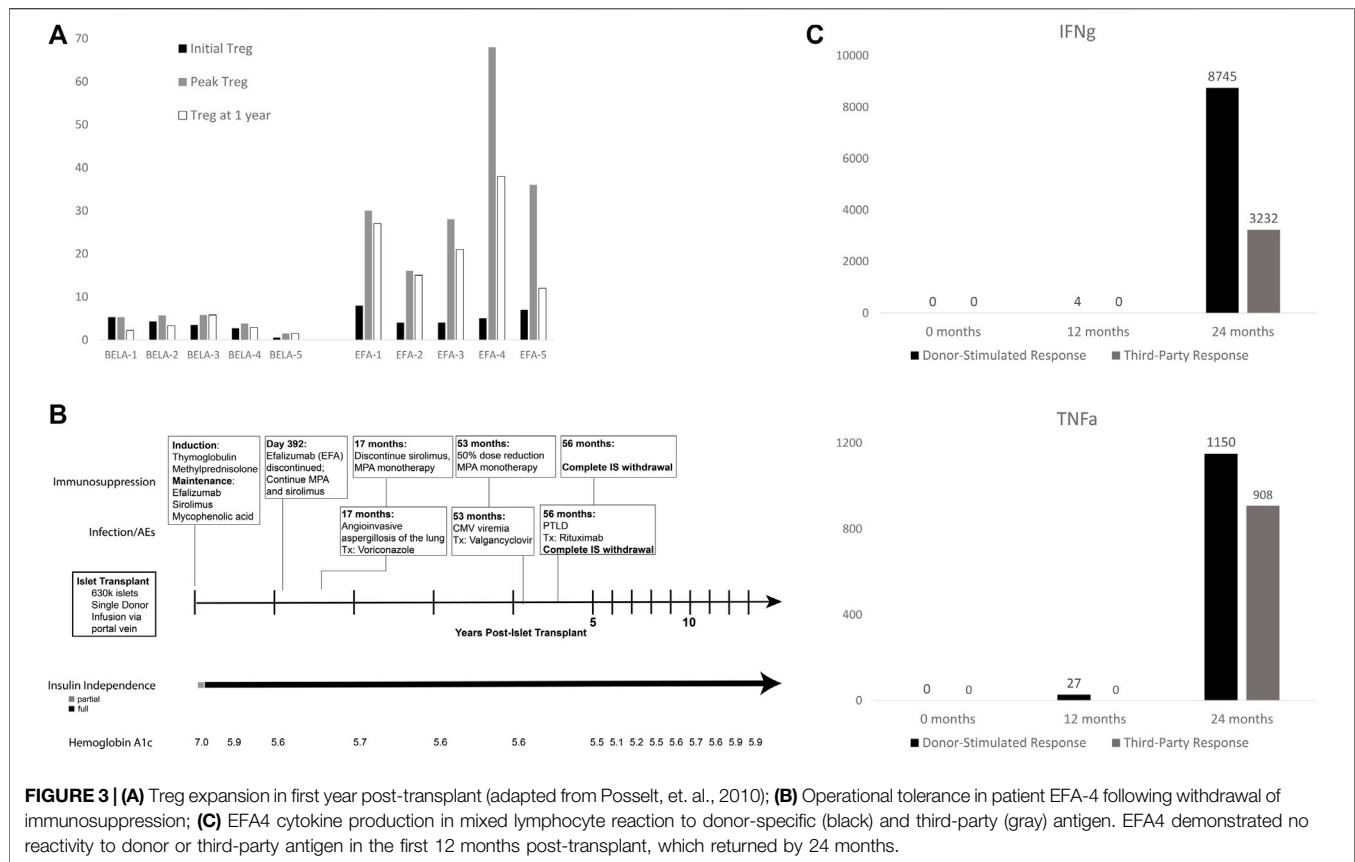 A
70
60
50
40
30
20
10
0
Initial Treg
Peak Treg
Treg at 1 year
BELA-1 BELA-2 BELA-3 BELA-4 BELA-5 EFA-1 EFA-2 EFA-3 EFA-4 EFA-5
B
Immunosuppression
Induction:
Thymoglobulin
Methylprednisolone
Maintenance:
Efalizumab
Sirolimus
Mycophenolic acid
Day 392:
Efalizumab (EFA)
discontinued;
Continue MPA
and sirolimus
17 months:
Discontinue sirolimus,
MPA monotherapy
53 months:
50% dose reduction
MPA monotherapy
56 months:
Complete IS withdrawal
Infection/AEs
17 months:
Angioinvasive
aspergillosis of the lung
Tx: Voriconazole
53 months:
CMV viremia
Tx: Valgancyclovir
56 months:
PTLD
Tx: Rituximab
Complete IS withdrawal
Islet Transplant
630k islets
Single Donor
Infusion via
portal vein
5 10
Years Post-Islet Transplant
Insulin Independence
partial
full
Hemoglobin A1c 7.0 5.9 5.6 5.7 5.6 5.6 5.5 5.1 5.2 5.5 5.6 5.7 5.6 5.9 5.9
C
IFNg
10000
8000
6000
4000
2000
0
0 0 4 0 8745 3232
0 months 12 months 24 months
Donor-Stimulated Response Third-Party Response
TNFa
1200
800
400
0
0 0 27 0 1150 908
0 months 12 months 24 months
Donor-Stimulated Response Third-Party Response
FIGURE 3 | (A) Treg expansion in first year post-transplant (adapted from Posselt, et. al., 2010); (B) Operational tolerance in patient EFA-4 following withdrawal of
immunosuppression; (C) EFA4 cytokine production in mixed lymphocyte reaction to donor-specific (black) and third-party (gray) antigen. EFA4 demonstrated no
reactivity to donor or third-party antigen in the first 12 months post-transplant, which returned by 24 months.